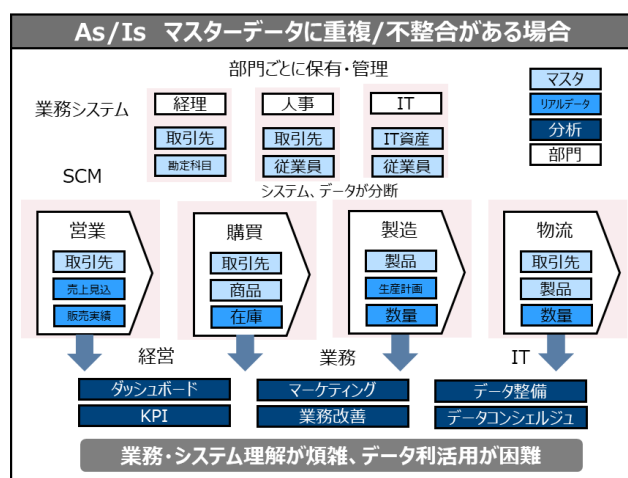 As/Is マスターデータに重複/不整合がある場合
部門ごとに保有・管理
業務システム
経理
人事
IT
マスタ
リアルデータ
分析
部門
取引先
取引先
IT資産
勘定科目
従業員
従業員
SCM
システム、データが分断
営業
購買
製造
物流
取引先
取引先
製品
取引先
売上見込
商品
生産計画
製品
販売実績
在庫
数量
数量
経営
業務
IT
ダッシュボード
マーケティング
データ整備
KPI
業務改善
データコンシェルジュ
業務・システム理解が煩雑、データ利活用が困難